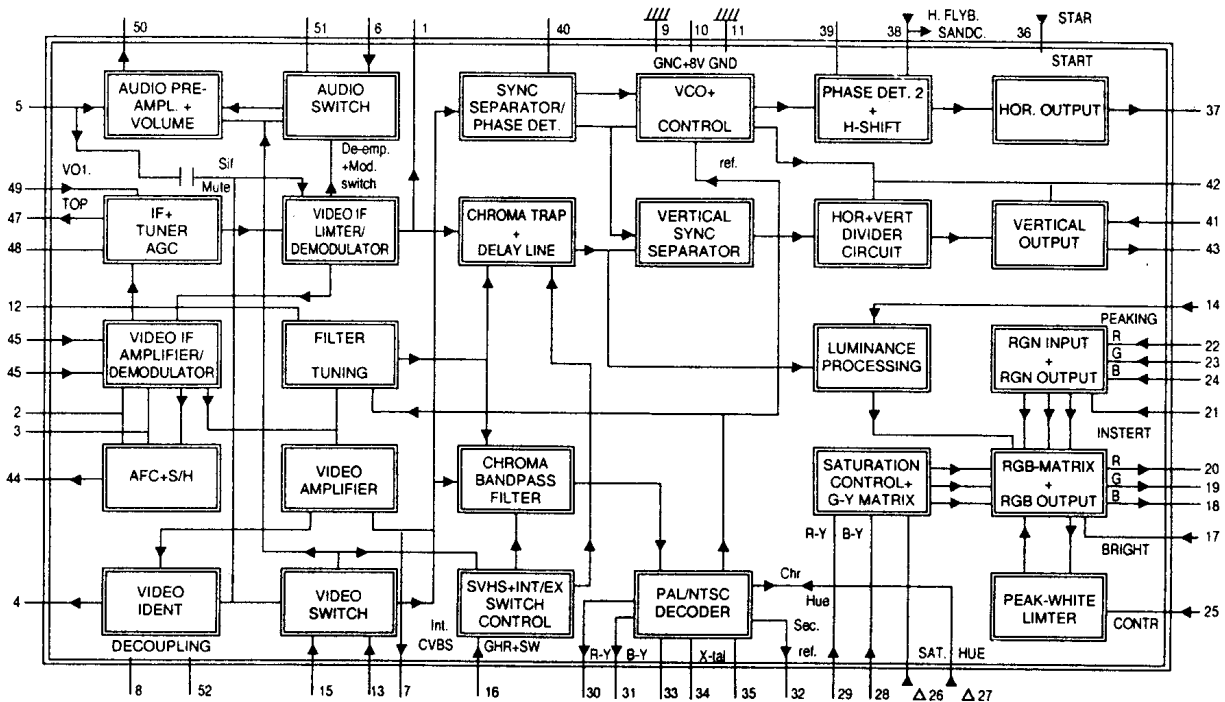 50 51 6 1 40 9 10 11 39 38 H. FLYB. SANDC. 36 STAR
GNC+8V GND
START
5
AUDIO PRE-
AMPL. +
VOLUME
AUDIO
SWITCH
SYNC
SEPARATOR/
PHASE DET.
VCO+
CONTROL
PHASE DET. 2
+
H-SHIFT
HOR. OUTPUT
37
VO1.
Sif
Mute
De-emp.
+Mod.
switch
ref.
42
49
TOP
47
48
IF+
TUNER
AGC
VIDEO IF
LIMTER/
/DEMODULATOR
CHROMA TRAP
+
DELAY LINE
VERTICAL
SYNC
SEPARATOR
HOR+VERT
DIVIDER
CIRCUIT
VERTICAL
OUTPUT
41
43
12
45
45
VIDEO IF
AMPLIFIER/
DEMODULATOR
FILTER
TUNING
LUMINANCE
PROCESSING
14
PEAKING
RGN INPUT
+
RGN OUTPUT
R 22
G 23
B 24
21
INSTERT
2
3
44
AFC+S/H
VIDEO
AMPLIFIER
CHROMA
BANDPASS
FILTER
SATURATION
CONTROL+
G-Y MATRIX
RGB-MATRIX
+
RGB OUTPUT
R 20
G 19
B 18
R-Y B-Y
17
BRIGHT
4
VIDEO
IDENT
VIDEO
SWITCH
SVHS+INT/EX
SWITCH
CONTROL
PAL/NTSC
DECODER
Chr
Hue
Sec.
ref.
PEAK-WHITE
LIMTER
25
CONTR
DECOUPLING
Int.
CVBS
GHR+SW
R-Y B-Y X-tal
SAT. HUE
8 52 15 13 7 16 30 31 33 34 35 32 29 28 △26 △27